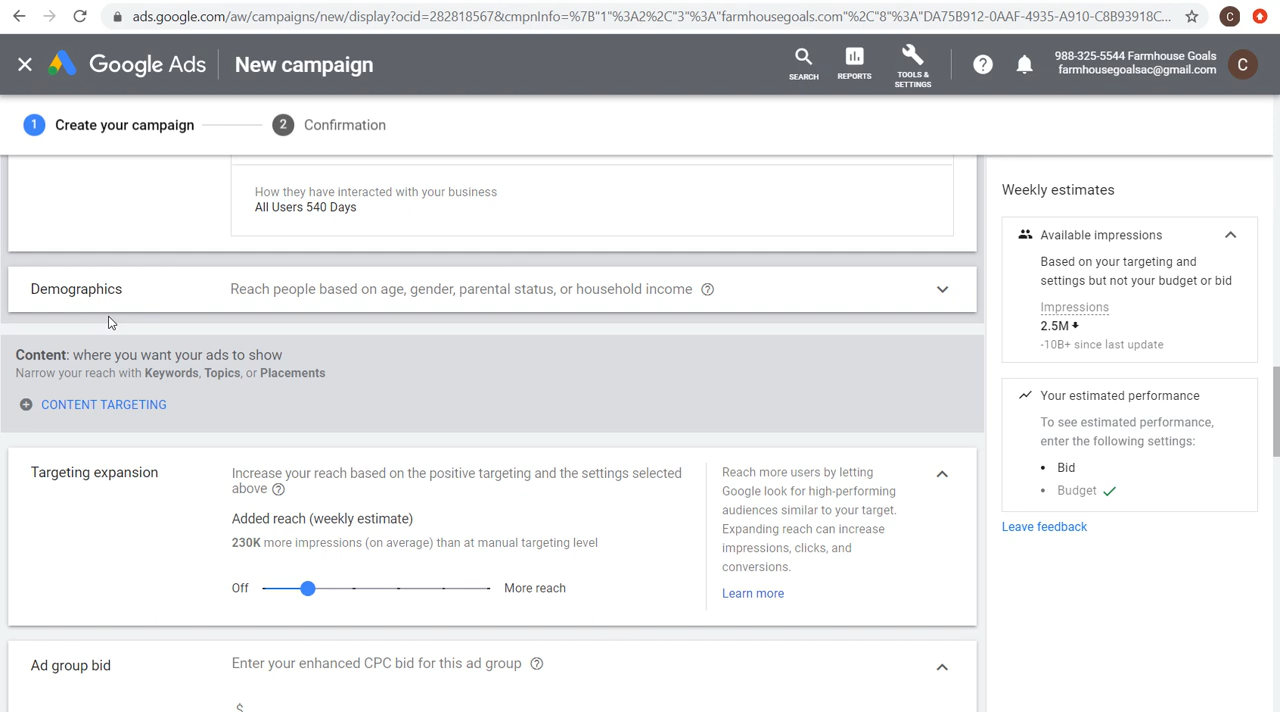 ads.google.com/aw/campaigns/new/display?ocid=282818567&cmpnInfo=%7B"1"%3A2%2C"3"%3A"farmhousegoals.com"%2C"8"%3A"DA75B912-0AAF-4935-A910-C8B93918C...
C
Google Ads
New campaign
SEARCH
REPORTS
TOOLS &
SETTINGS
988-325-5544 Farmhouse Goals
farmhousegoalsac@gmail.com
C
1 Create your campaign
2 Confirmation
How they have interacted with your business
All Users 540 Days
Demographics
Reach people based on age, gender, parental status, or household income
Content: where you want your ads to show
Narrow your reach with Keywords, Topics, or Placements
CONTENT TARGETING
Targeting expansion
Increase your reach based on the positive targeting and the settings selected
above
Added reach (weekly estimate)
230K more impressions (on average) than at manual targeting level
Off
More reach
Reach more users by letting
Google look for high-performing
audiences similar to your target.
Expanding reach can increase
impressions, clicks, and
conversions.
Learn more
Ad group bid
Enter your enhanced CPC bid for this ad group
$
Weekly estimates
Available impressions
Based on your targeting and
settings but not your budget or bid
Impressions
2.5M
-10B+ since last update
Your estimated performance
To see estimated performance,
enter the following settings:
• Bid
• Budget
Leave feedback